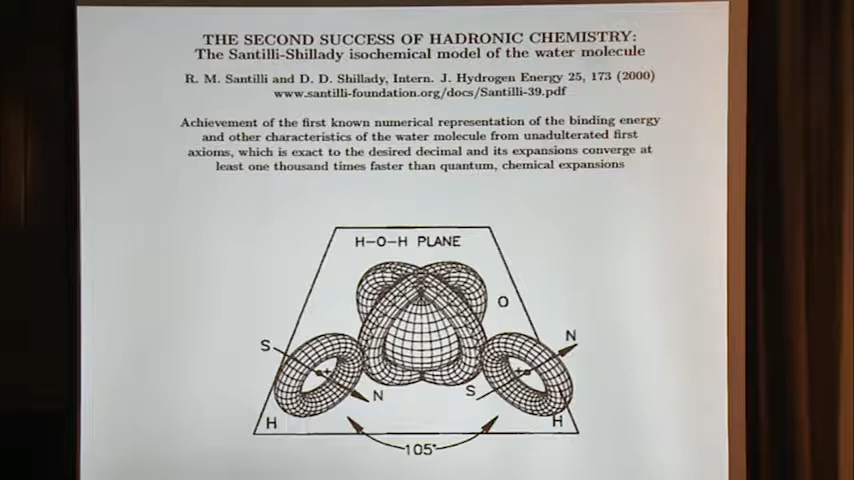 THE SECOND SUCCESS OF HADRONIC CHEMISTRY:
The Santilli-Shillady isochemical model of the water molecule
R. M. Santilli and D. D. Shillady, Intern. J. Hydrogen Energy 25, 173 (2000)
www.santilli-foundation.org/docs/Santilli-39.pdf
Achievement of the first known numerical representation of the binding energy
and other characteristics of the water molecule from unadulterated first
axioms, which is exact to the desired decimal and its expansions converge at
least one thousand times faster than quantum, chemical expansions
H-O-H PLANE
O
S
N
N
S
H
H
105°